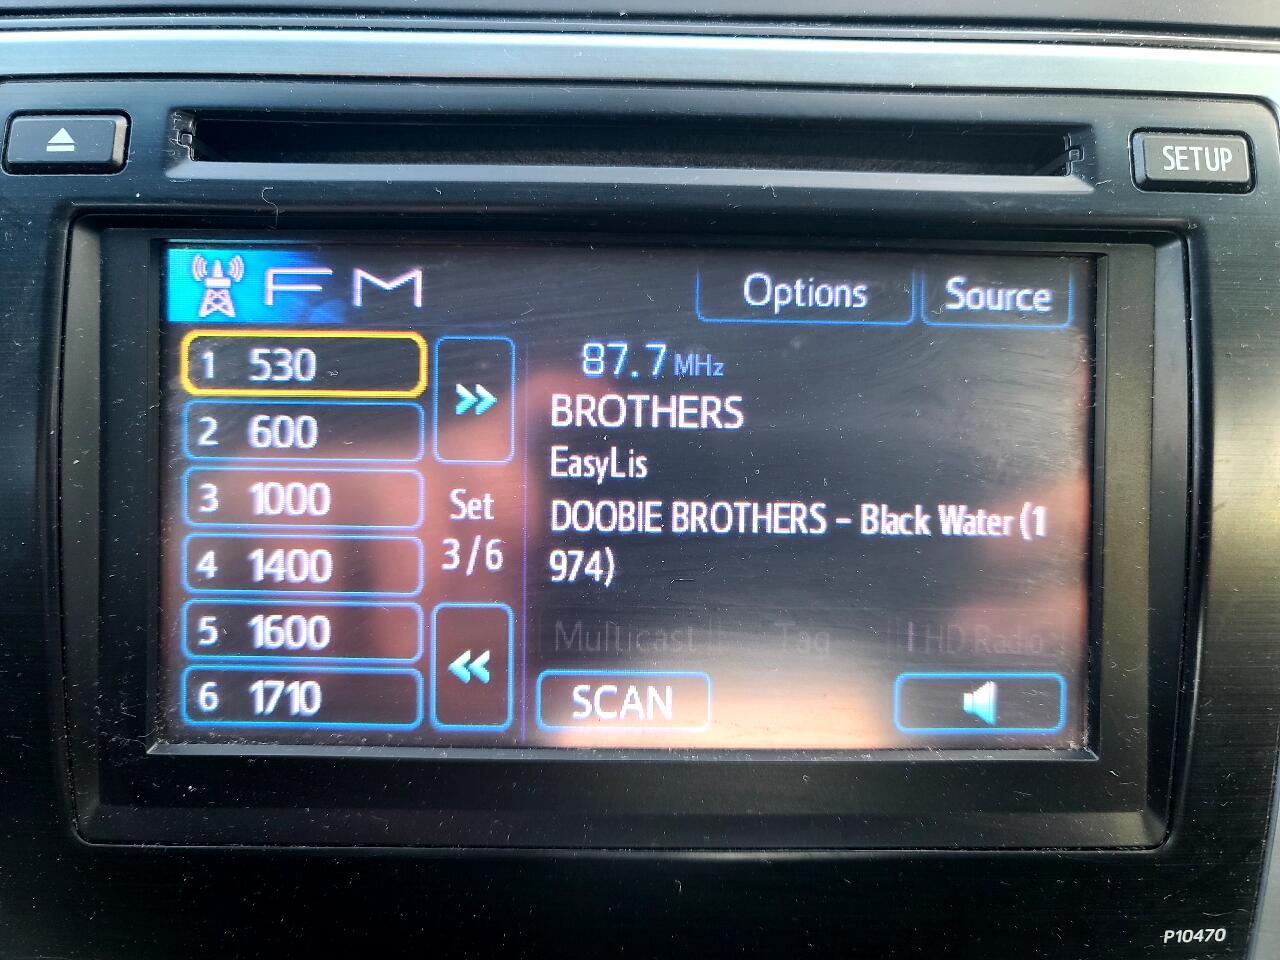 SETUP
FM
Options
Source
1 530
2 600
3 1000
4 1400
5 1600
6 1710
Set
3/6
87.7 MHz
BROTHERS
EasyLis
DOOBIE BROTHERS - Black Water (1
974)
Multicast
Tag
HD Radio
SCAN
P10470